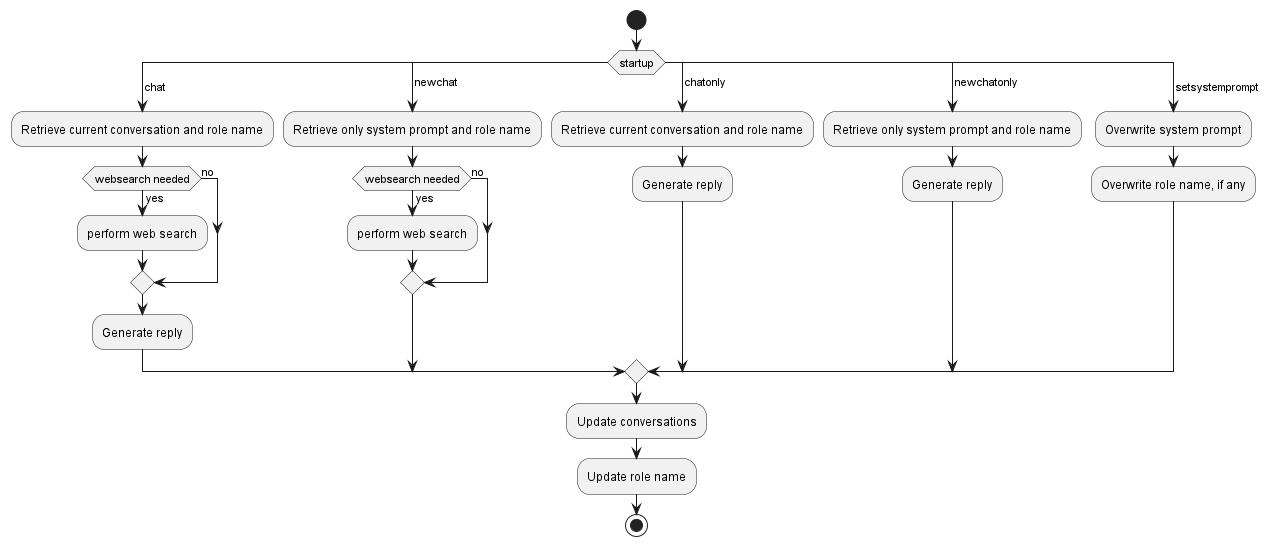 startup
chat
newchat
chatonly
newchatonly
setsystemprompt
Retrieve current conversation and role name
Retrieve only system prompt and role name
Retrieve current conversation and role name
Retrieve only system prompt and role name
Overwrite system prompt
websearch needed
no
websearch needed
no
Generate reply
Generate reply
Overwrite role name, if any
yes
yes
perform web search
perform web search
Generate reply
Update conversations
Update role name